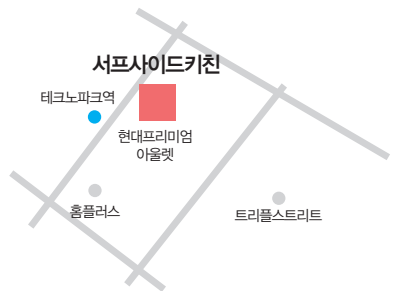 서프사이드키친
테크노파크역
현대프리미엄
아울렛
홈플러스
트리플스트리트